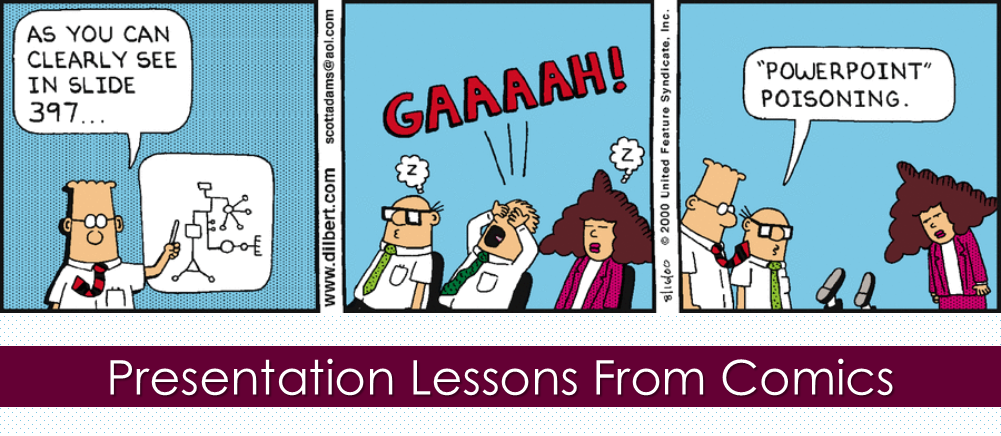 AS YOU CAN
CLEARLY SEE
IN SLIDE
397...
www.dilbert.com scottadams@aol.com
GAAAAH!
Z
Z
© 2000 United Feature Syndicate, Inc.
"POWERPOINT"
POISONING.
Presentation Lessons From Comics